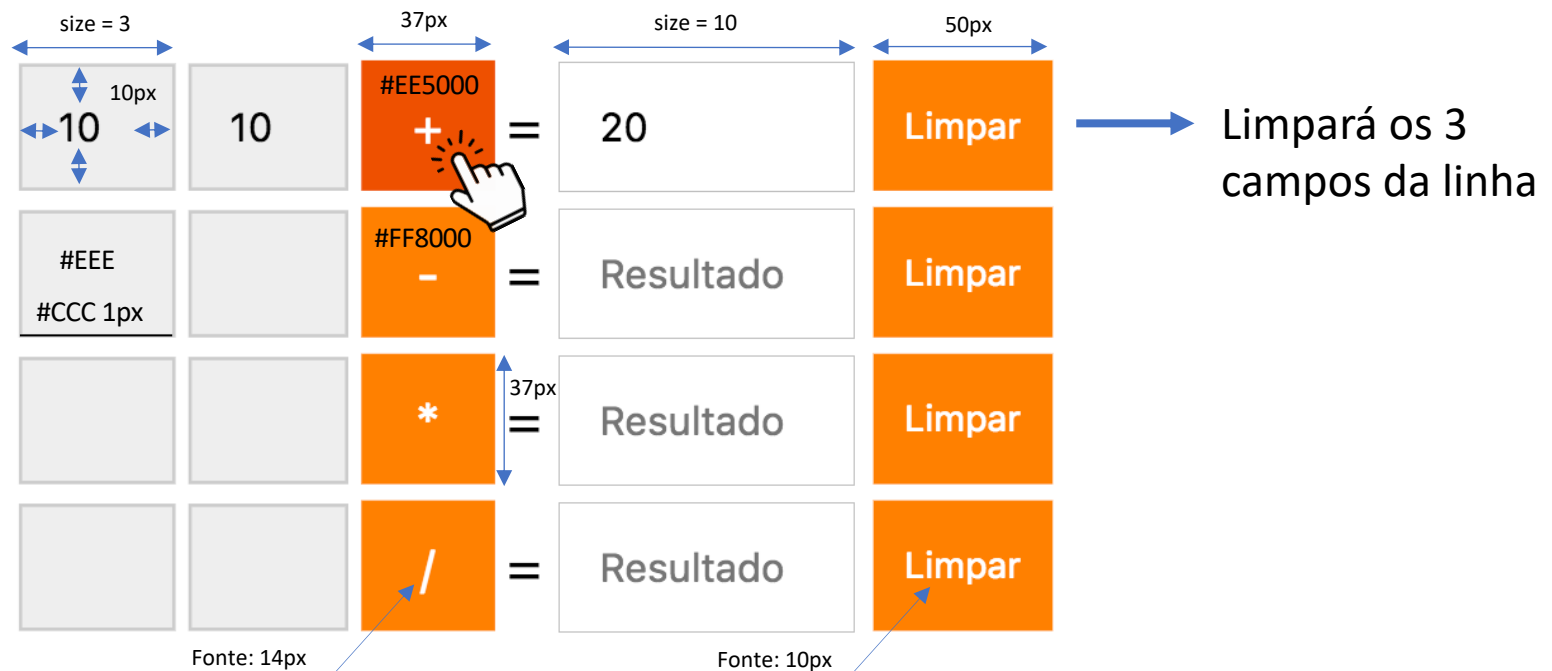 size = 3
37px
size = 10
50px
10px
10
10
#EE5000
+
=
20
Limpar
Limpará os 3
campos da linha
#EEE
#CCC 1px
#FF8000
-
=
Resultado
Limpar
*
37px
=
Resultado
Limpar
/
=
Resultado
Limpar
Fonte: 14px
Fonte: 10px